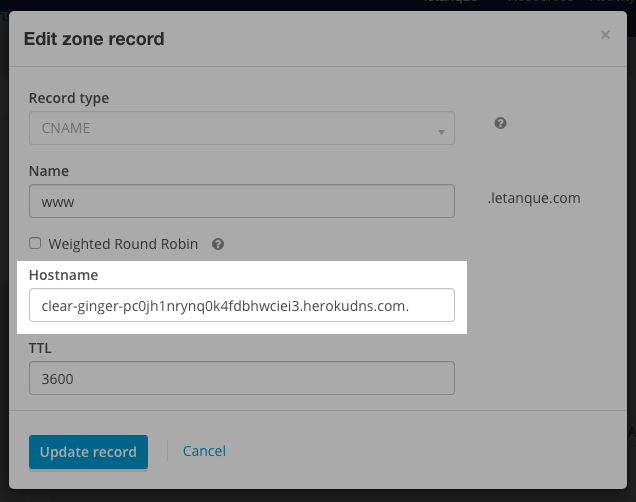 Edit zone record
×
Record type
CNAME
Name
www
.letanque.com
Weighted Round Robin
Hostname
clear-ginger-pc0jh1nrynq0k4fdbhwciei3.herokudns.com.
TTL
3600
Update record
Cancel